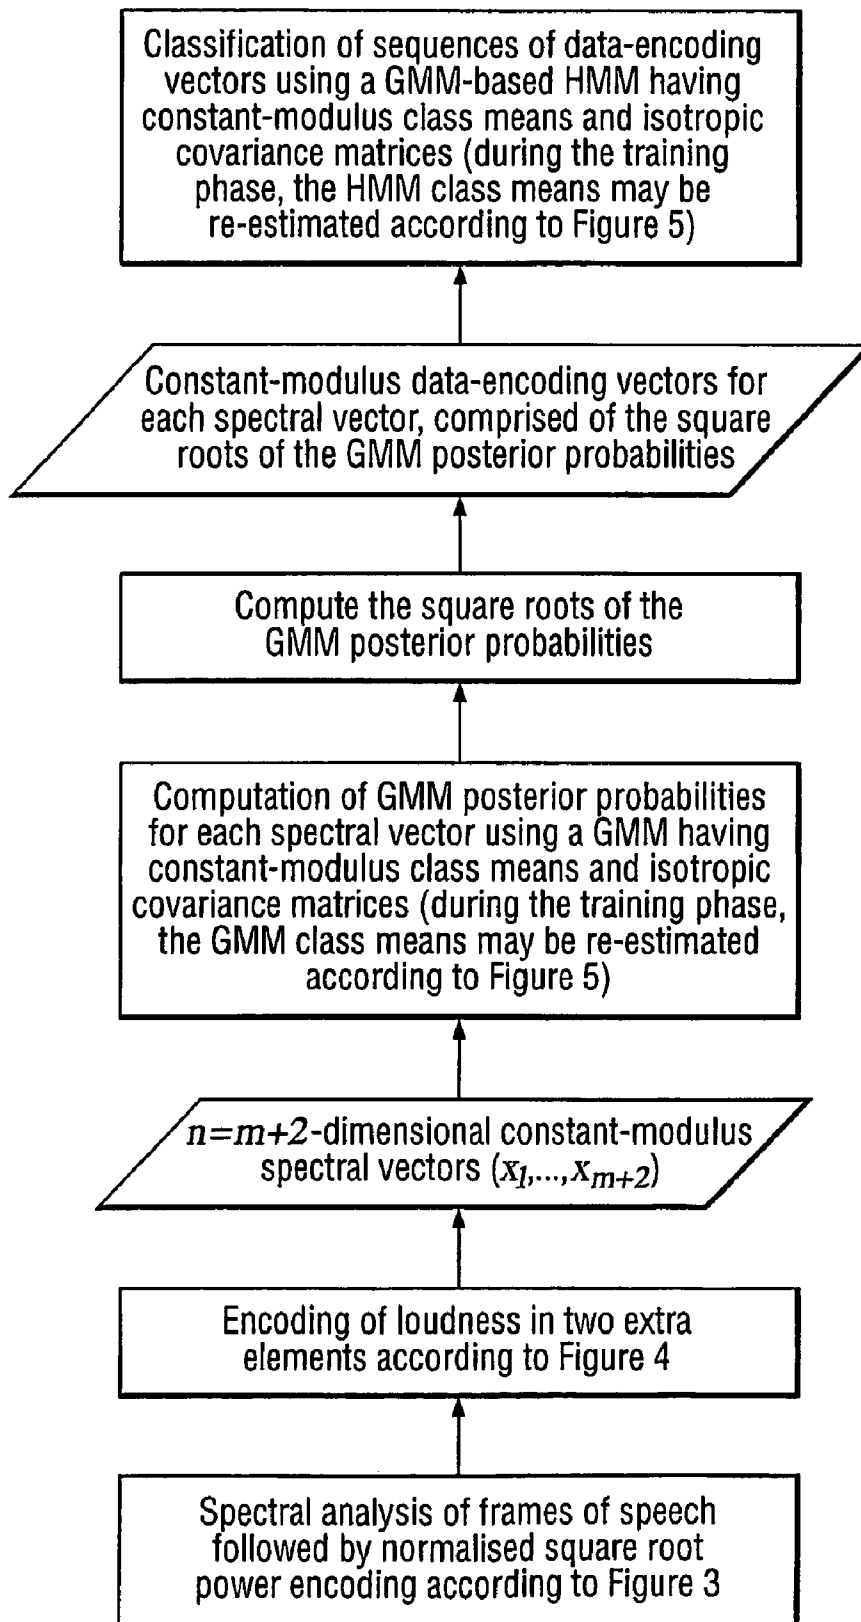 Classification of sequences of data-encoding
vectors using a GMM-based HMM having
constant-modulus class means and isotropic
covariance matrices (during the training
phase, the HMM class means may be
re-estimated according to Figure 5)
Constant-modulus data-encoding vectors for
each spectral vector, comprised of the square
roots of the GMM posterior probabilities
Compute the square roots of the
GMM posterior probabilities
Computation of GMM posterior probabilities
for each spectral vector using a GMM having
constant-modulus class means and isotropic
covariance matrices (during the training phase,
the GMM class means may be re-estimated
according to Figure 5)
n=m+2-dimensional constant-modulus
spectral vectors (x1,...,xm+2)
Encoding of loudness in two extra
elements according to Figure 4
Spectral analysis of frames of speech
followed by normalised square root
power encoding according to Figure 3